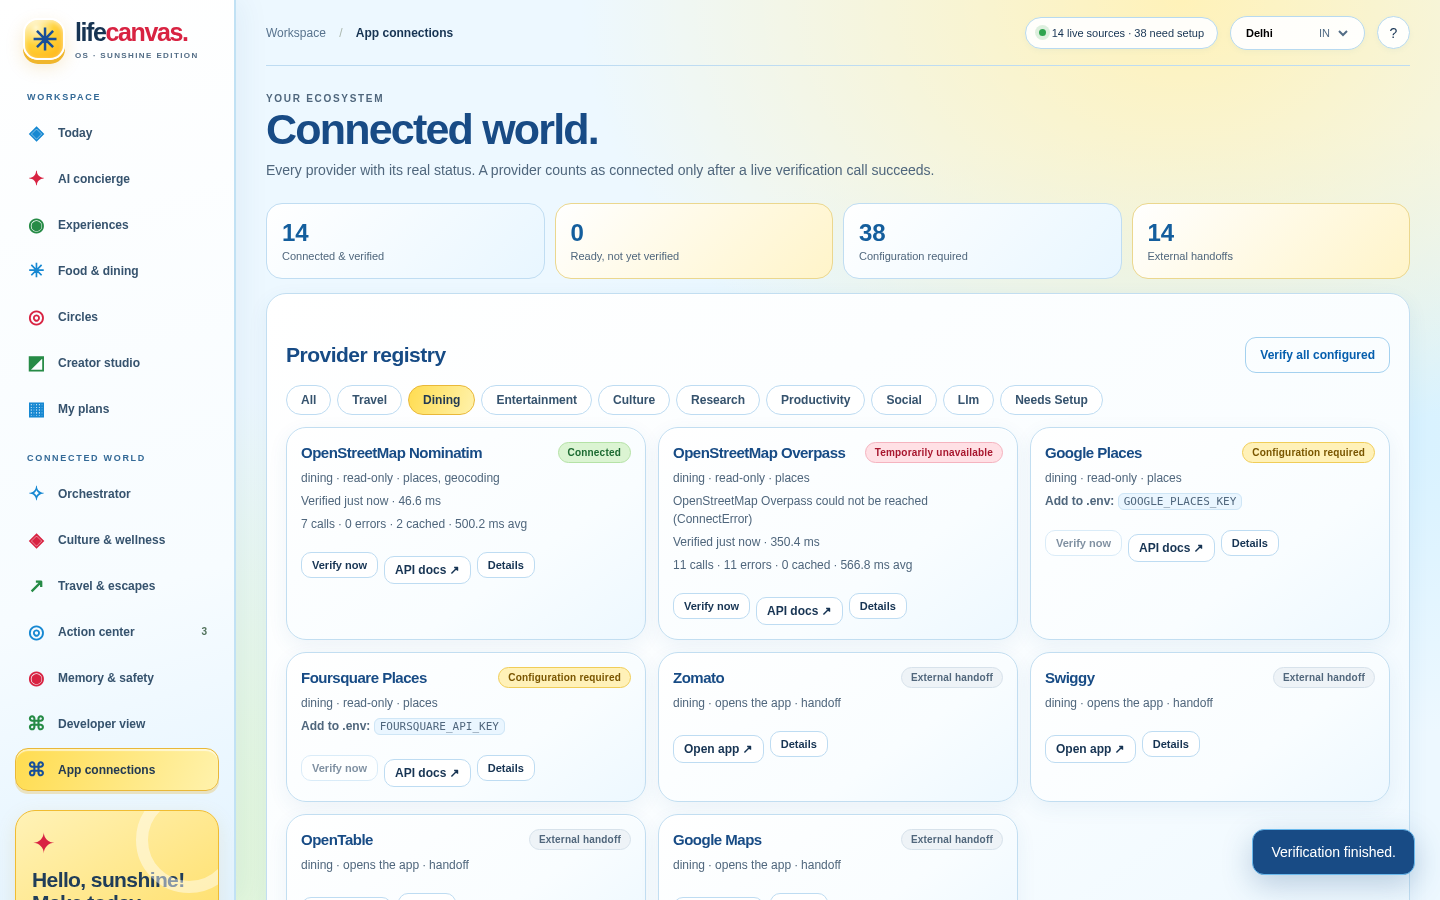 lifecanvas.
OS · SUNSHINE EDITION
WORKSPACE
Today
AI concierge
Experiences
Food & dining
Circles
Creator studio
My plans
CONNECTED WORLD
Orchestrator
Culture & wellness
Travel & escapes
Action center 3
Memory & safety
Developer view
App connections
Hello, sunshine!
Workspace / App connections
14 live sources · 38 need setup
Delhi IN
?
YOUR ECOSYSTEM
Connected world.
Every provider with its real status. A provider counts as connected only after a live verification call succeeds.
14
Connected & verified
0
Ready, not yet verified
38
Configuration required
14
External handoffs
Provider registry
Verify all configured
All Travel Dining Entertainment Culture Research Productivity Social Llm Needs Setup
OpenStreetMap Nominatim Connected
dining · read-only · places, geocoding
Verified just now · 46.6 ms
7 calls · 0 errors · 2 cached · 500.2 ms avg
Verify now API docs ↗ Details
OpenStreetMap Overpass Temporarily unavailable
dining · read-only · places
OpenStreetMap Overpass could not be reached
(ConnectError)
Verified just now · 350.4 ms
11 calls · 11 errors · 0 cached · 566.8 ms avg
Verify now API docs ↗ Details
Google Places Configuration required
dining · read-only · places
Add to .env: GOOGLE_PLACES_KEY
Verify now API docs ↗ Details
Foursquare Places Configuration required
dining · read-only · places
Add to .env: FOURSQUARE_API_KEY
Verify now API docs ↗ Details
Zomato External handoff
dining · opens the app · handoff
Open app ↗ Details
Swiggy External handoff
dining · opens the app · handoff
Open app ↗ Details
OpenTable External handoff
dining · opens the app · handoff
Google Maps External handoff
dining · opens the app · handoff
Verification finished.